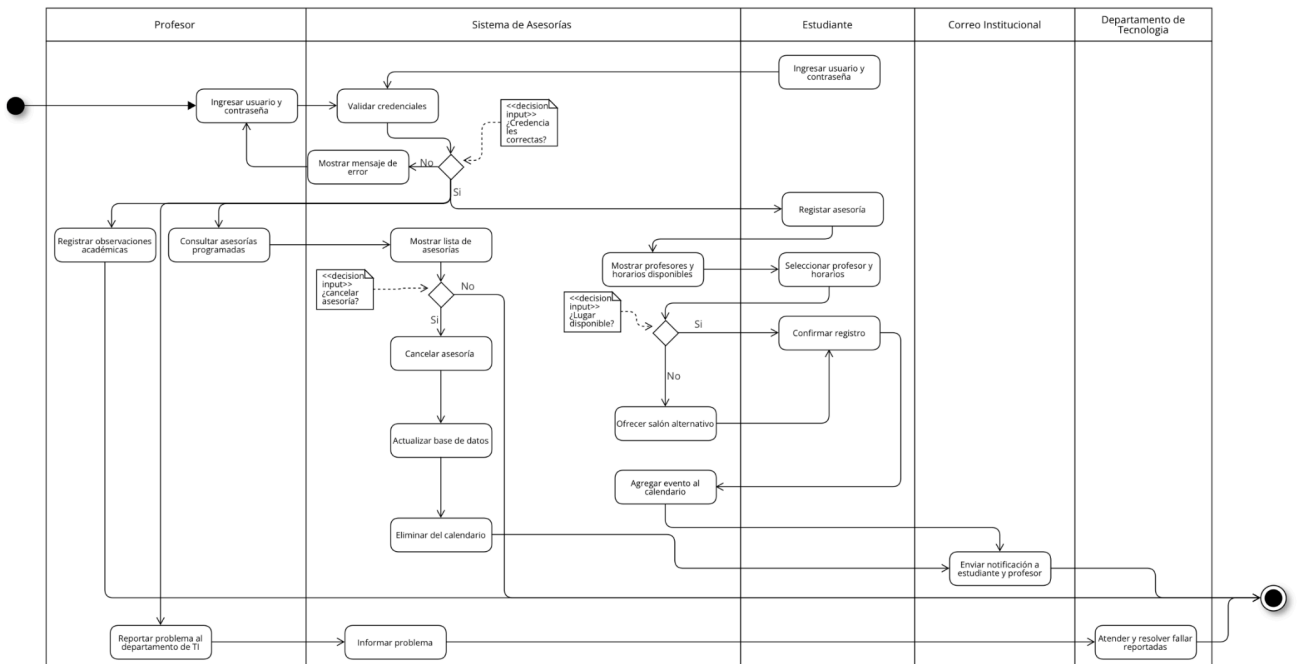 Profesor
Sistema de Asesorías
Estudiante
Correo Institucional
Departamento de
Tecnologia
Ingresar usuario y
contraseña
Ingresar usuario y
contraseña
Validar credenciales
<<decision
input>>
¿Credencia
les
correctas?
Mostrar mensaje de
error
No
Si
Registar asesoría
Registrar observaciones
académicas
Consultar asesorías
programadas
Mostrar lista de
asesorías
Mostrar profesores y
horarios disponibles
Seleccionar profesor y
horarios
<<decision
input>>
¿cancelar
asesoría?
No
Si
<<decision
input>>
¿Lugar
disponible?
Si
Confirmar registro
No
Cancelar asesoría
Ofrecer salón alternativo
Actualizar base de datos
Agregar evento al
calendario
Eliminar del calendario
Enviar notificación a
estudiante y profesor
Reportar problema al
departamento de TI
Informar problema
Atender y resolver fallar
reportadas